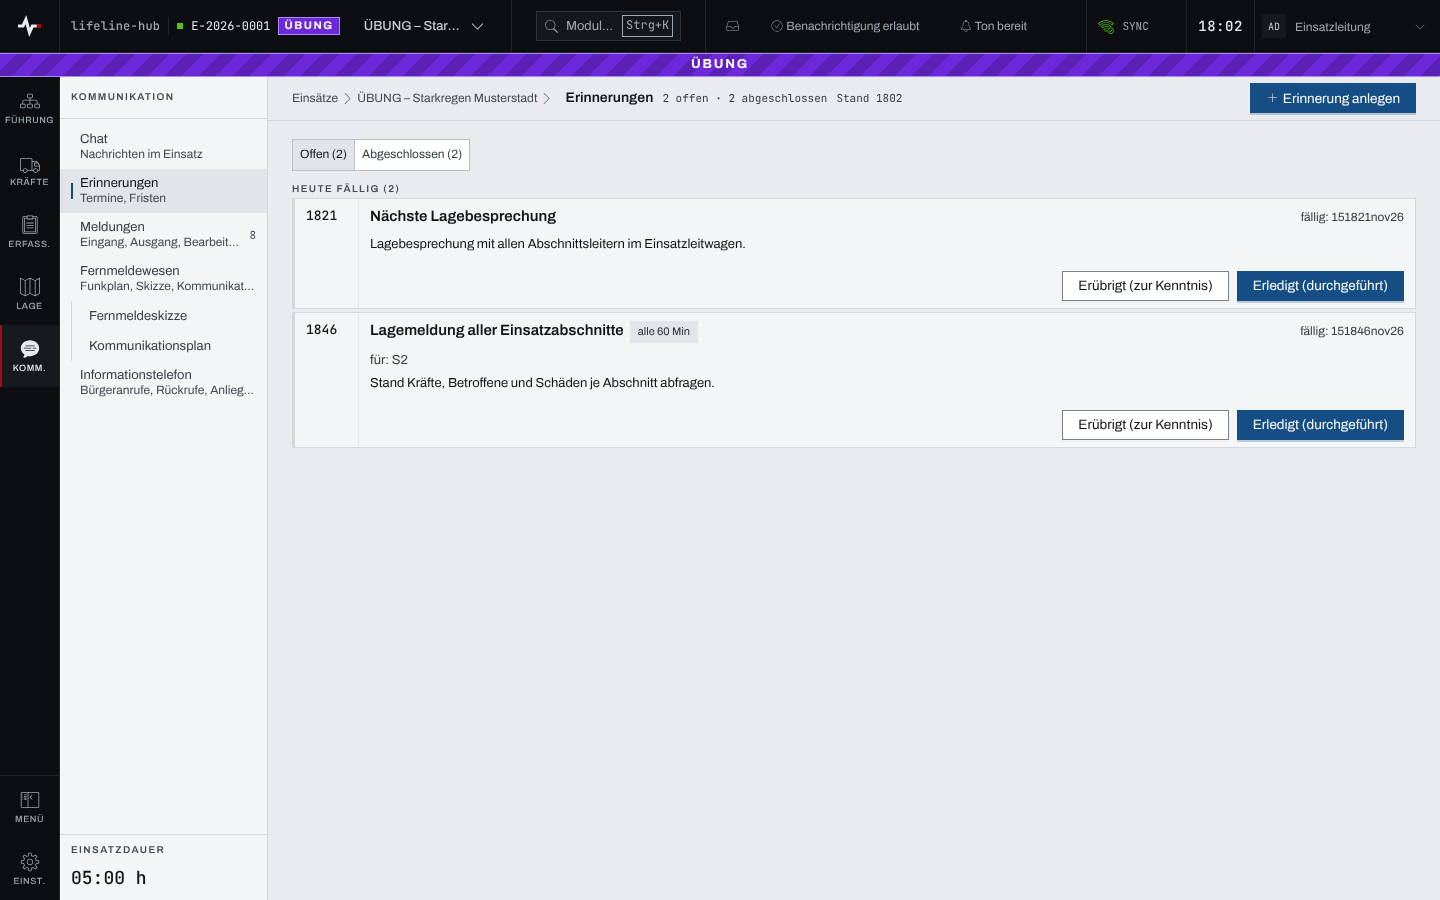 lifeline-hub
E-2026-0001 ÜBUNG
ÜBUNG – Star...
Modul... Strg+K
Benachrichtigung erlaubt
Ton bereit
SYNC
18:02
AD Einsatzleitung
ÜBUNG
FÜHRUNG
KRÄFTE
ERFASS.
LAGE
KOMM.
MENÜ
EINST.
KOMMUNIKATION
Chat
Nachrichten im Einsatz
Erinnerungen
Termine, Fristen
Meldungen
Eingang, Ausgang, Bearbeit... 8
Fernmeldewesen
Funkplan, Skizze, Kommunikat...
Fernmeldeskizze
Kommunikationsplan
Informationstelefon
Bürgeranrufe, Rückrufe, Anlieg...
EINSATZDAUER
05:00 h
Einsätze ÜBUNG – Starkregen Musterstadt Erinnerungen 2 offen · 2 abgeschlossen Stand 1802
+ Erinnerung anlegen
Offen (2) Abgeschlossen (2)
HEUTE FÄLLIG (2)
1821 Nächste Lagebesprechung fällig: 151821nov26
Lagebesprechung mit allen Abschnittsleitern im Einsatzleitwagen.
Erübrigt (zur Kenntnis) Erledigt (durchgeführt)
1846 Lagemeldung aller Einsatzabschnitte alle 60 Min fällig: 151846nov26
für: S2
Stand Kräfte, Betroffene und Schäden je Abschnitt abfragen.
Erübrigt (zur Kenntnis) Erledigt (durchgeführt)